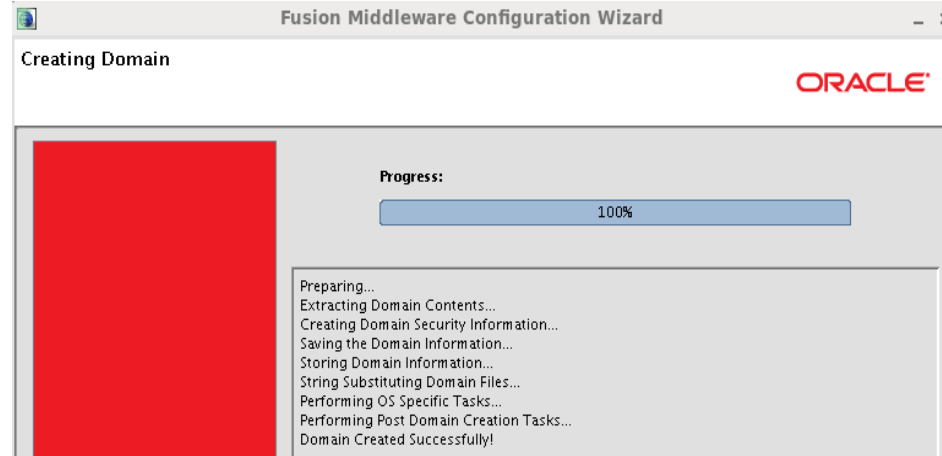 Fusion Middleware Configuration Wizard
Creating Domain
ORACLE
Progress:
100%
Preparing...
Extracting Domain Contents...
Creating Domain Security Information...
Saving the Domain Information...
Storing Domain Information...
String Substituting Domain Files...
Performing OS Specific Tasks...
Performing Post Domain Creation Tasks...
Domain Created Successfully!